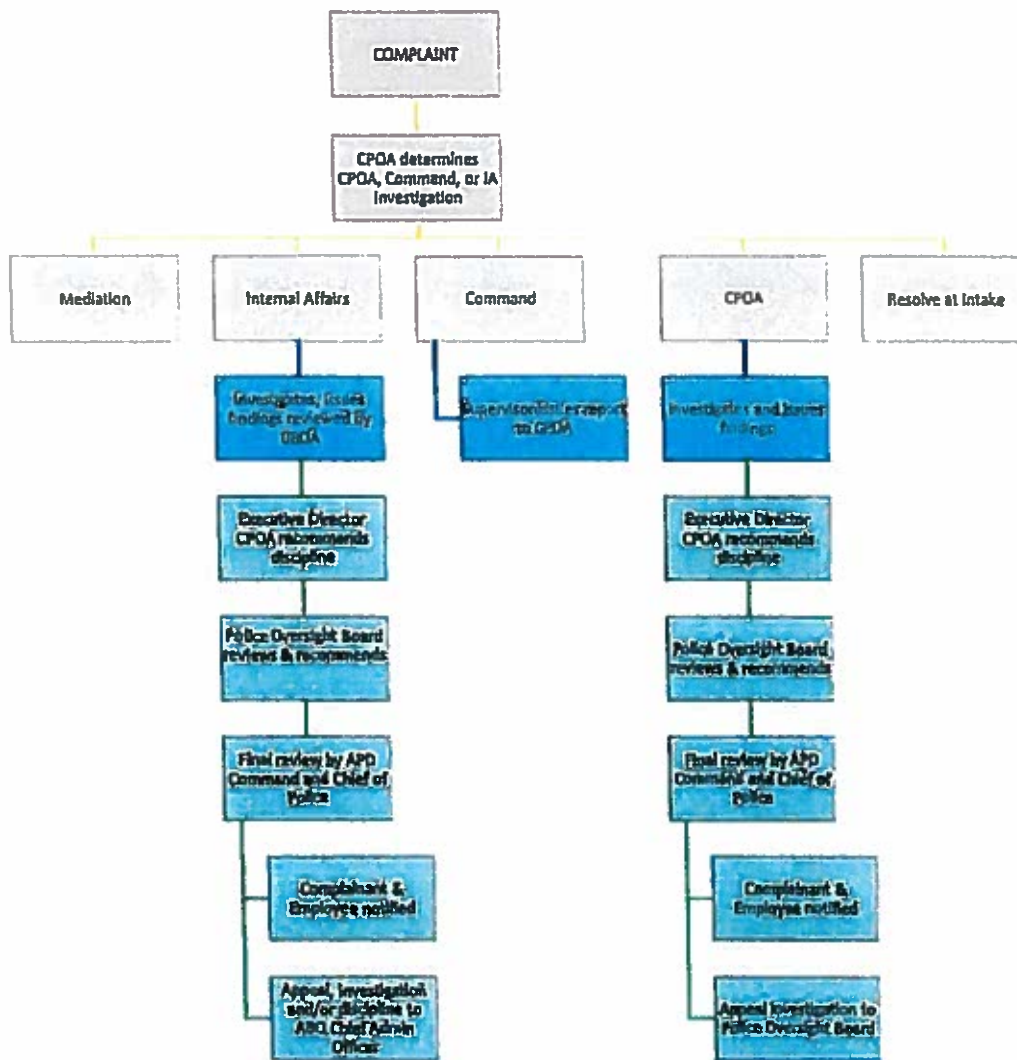 COMPLAINT
CPOA determines
CPOA, Command, or IA
Investigation
Mediation
Internal Affairs
Command
CPOA
Resolve at Intake
Investigates, Issues
findings reviewed by
Supervisor
report
to CPOA
Investigates and Issues
findings
Executive Director
CPOA recommends
discipline
Executive Director
CPOA recommends
discipline
Police Oversight Board
reviews & recommends
Police Oversight Board
reviews & recommends
Final review by APD
Command and Chief of
Police
Final review by APD
Command and Chief of
Police
Complainant &
Employee notified
Complainant &
Employee notified
Appeal, investigation
and/or discipline to
Chief Admin
Officer
Appeal investigation to
Police Oversight Board